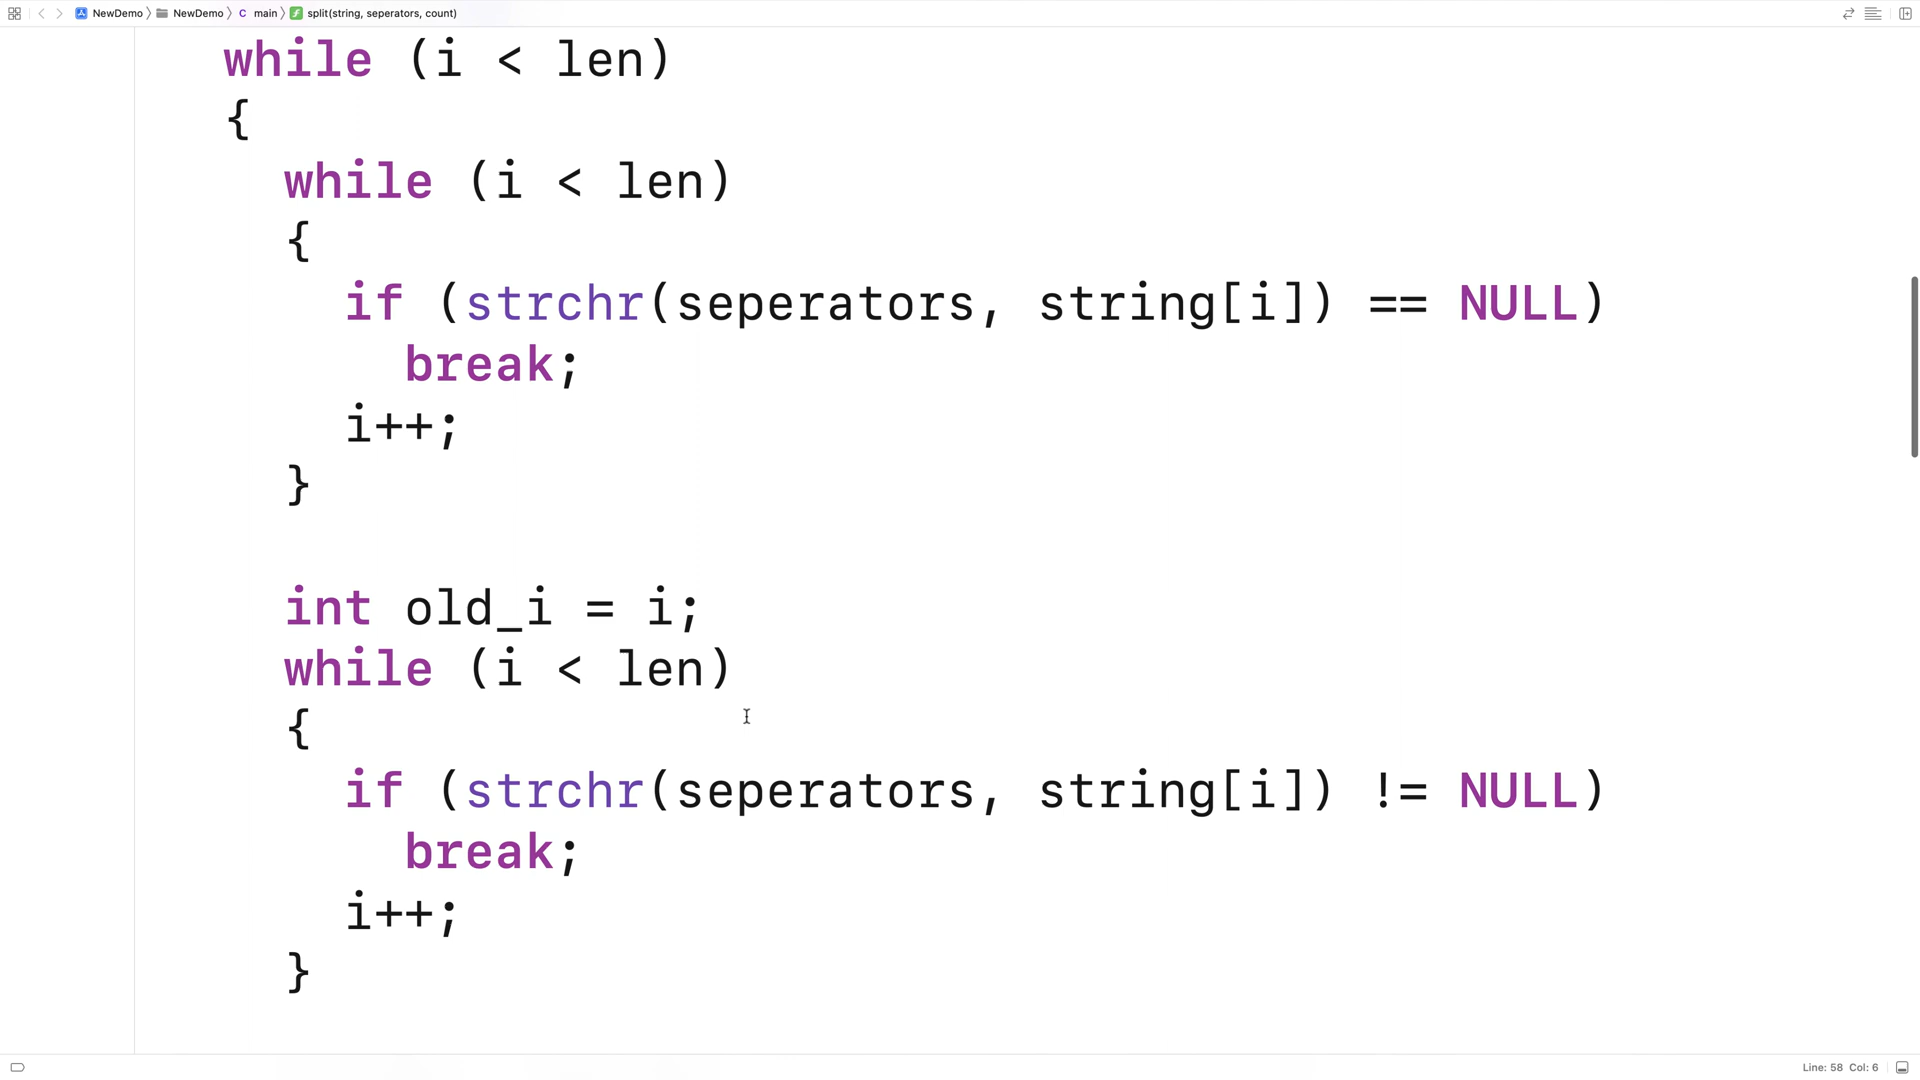 NewDemo NewDemo main split(string, seperators, count)
while (i < len)
{
while (i < len)
{
if (strchr(seperators, string[i]) == NULL)
break;
i++;
}
int old_i = i;
while (i < len)
{
if (strchr(seperators, string[i]) != NULL)
break;
i++;
}
Line: 58 Col: 6